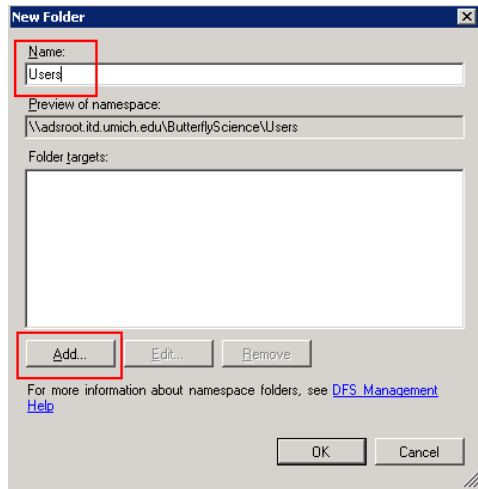 New Folder
Name:
Users
Preview of namespace:
\\adsroot.itd.umich.edu\ButterflyScience\Users
Folder targets:
Add... Edit... Remove
For more information about namespace folders, see DFS Management
Help
OK Cancel